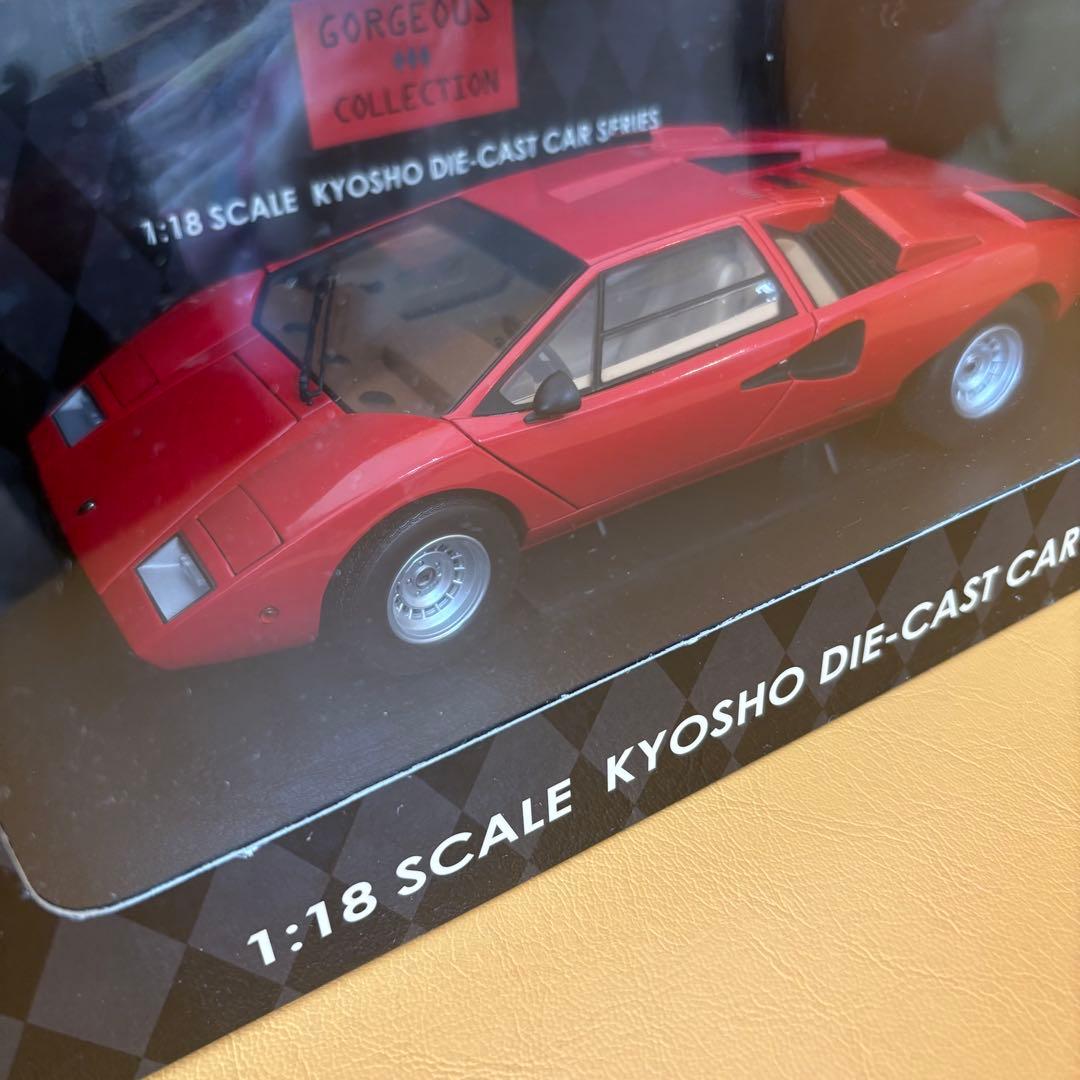 GORGEOUS
COLLECTION
1:18 SCALE KYOSHO DIE-CAST CAR SERIES
1:18 SCALE KYOSHO DIE-CAST CAR